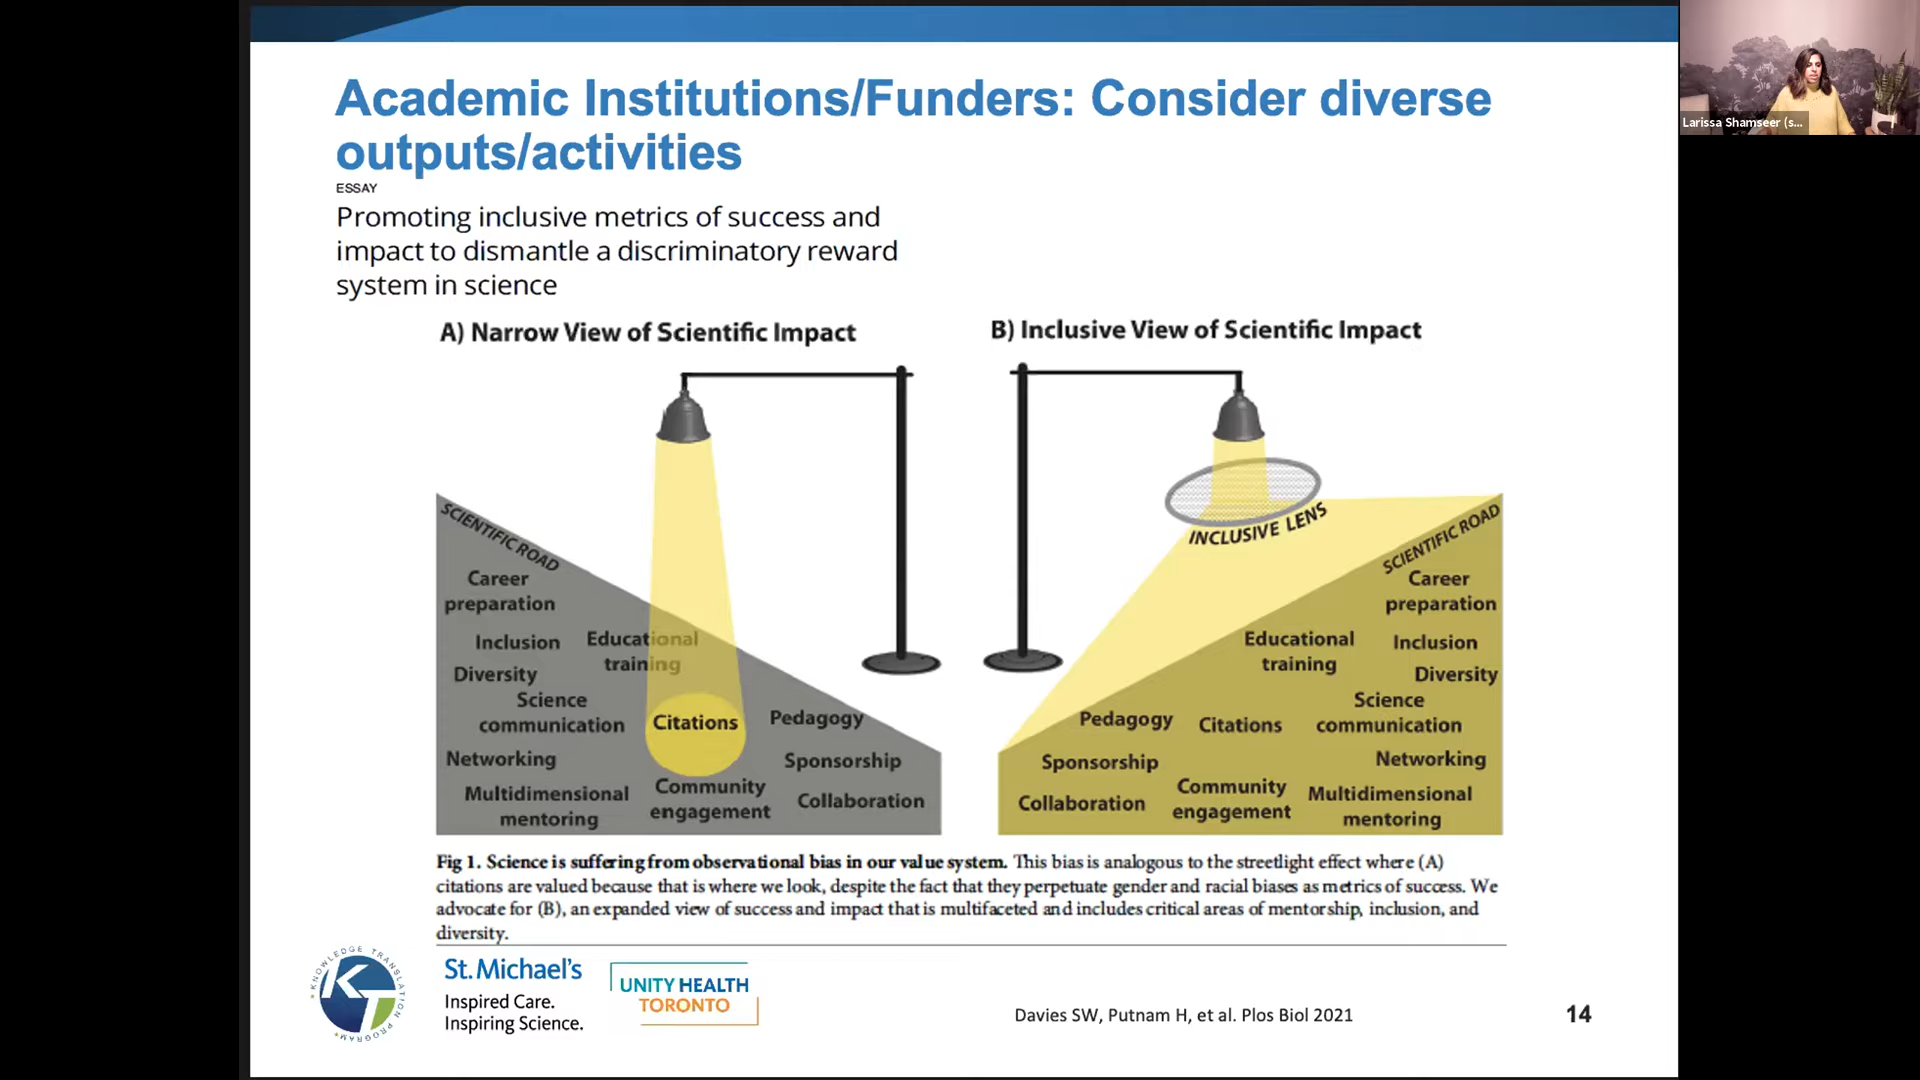 Academic Institutions/Funders: Consider diverse
outputs/activities
ESSAY
Promoting inclusive metrics of success and
impact to dismantle a discriminatory reward
system in science
A) Narrow View of Scientific Impact
SCIENTIFIC ROAD
Career
preparation
Inclusion
Educational
training
Diversity
Science
communication
Citations
Pedagogy
Networking
Sponsorship
Multidimensional
mentoring
Community
engagement
Collaboration
B) Inclusive View of Scientific Impact
INCLUSIVE LENS
SCIENTIFIC ROAD
Career
preparation
Educational
training
Inclusion
Diversity
Science
communication
Pedagogy
Citations
Networking
Sponsorship
Community
engagement
Multidimensional
mentoring
Collaboration
Fig 1. Science is suffering from observational bias in our value system. This bias is analogous to the streetlight effect where (A)
citations are valued because that is where we look, despite the fact that they perpetuate gender and racial biases as metrics of success. We
advocate for (B), an expanded view of success and impact that is multifaceted and includes critical areas of mentorship, inclusion, and
diversity.
KNOWLEDGE TRANSLATION PROGRAM
KT
St. Michael's
Inspired Care.
Inspiring Science.
UNITY HEALTH
TORONTO
Davies SW, Putnam H, et al. Plos Biol 2021
14
Larissa Shamseer (s...